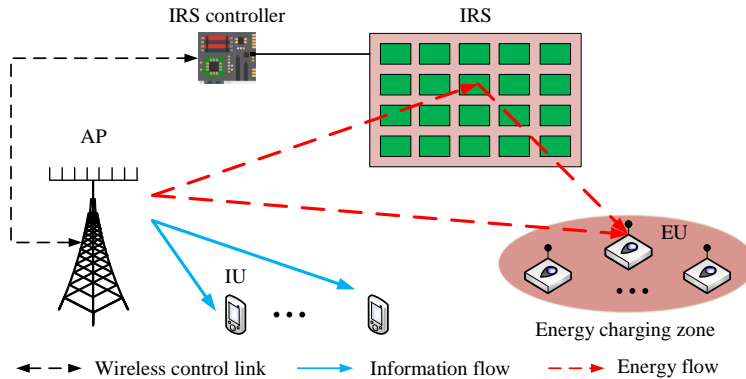 IRS controller
IRS
AP
IU
EU
Energy charging zone
Wireless control link
Information flow
Energy flow